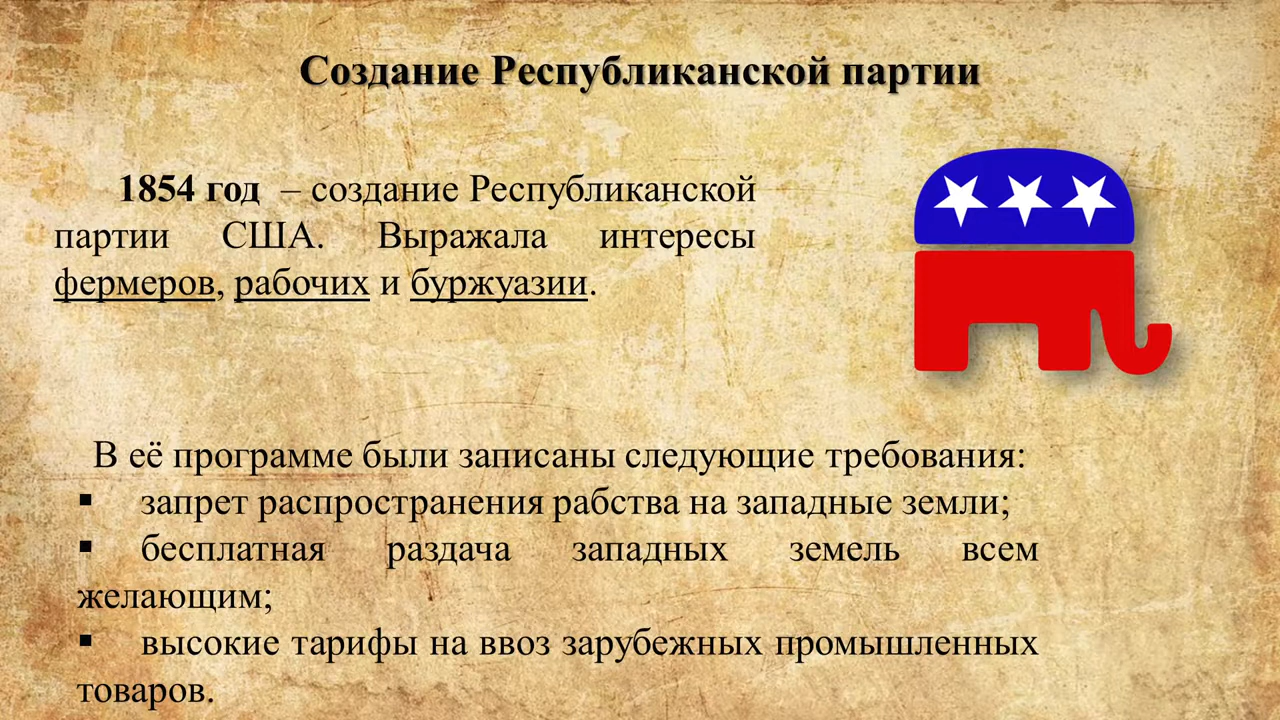 Создание Республиканской партии
1854 год – создание Республиканской
партии США. Выражала интересы
фермеров, рабочих и буржуазии.
В её программе были записаны следующие требования:
▪ запрет распространения рабства на западные земли;
▪ бесплатная раздача западных земель всем
желающим;
▪ высокие тарифы на ввоз зарубежных промышленных
товаров.